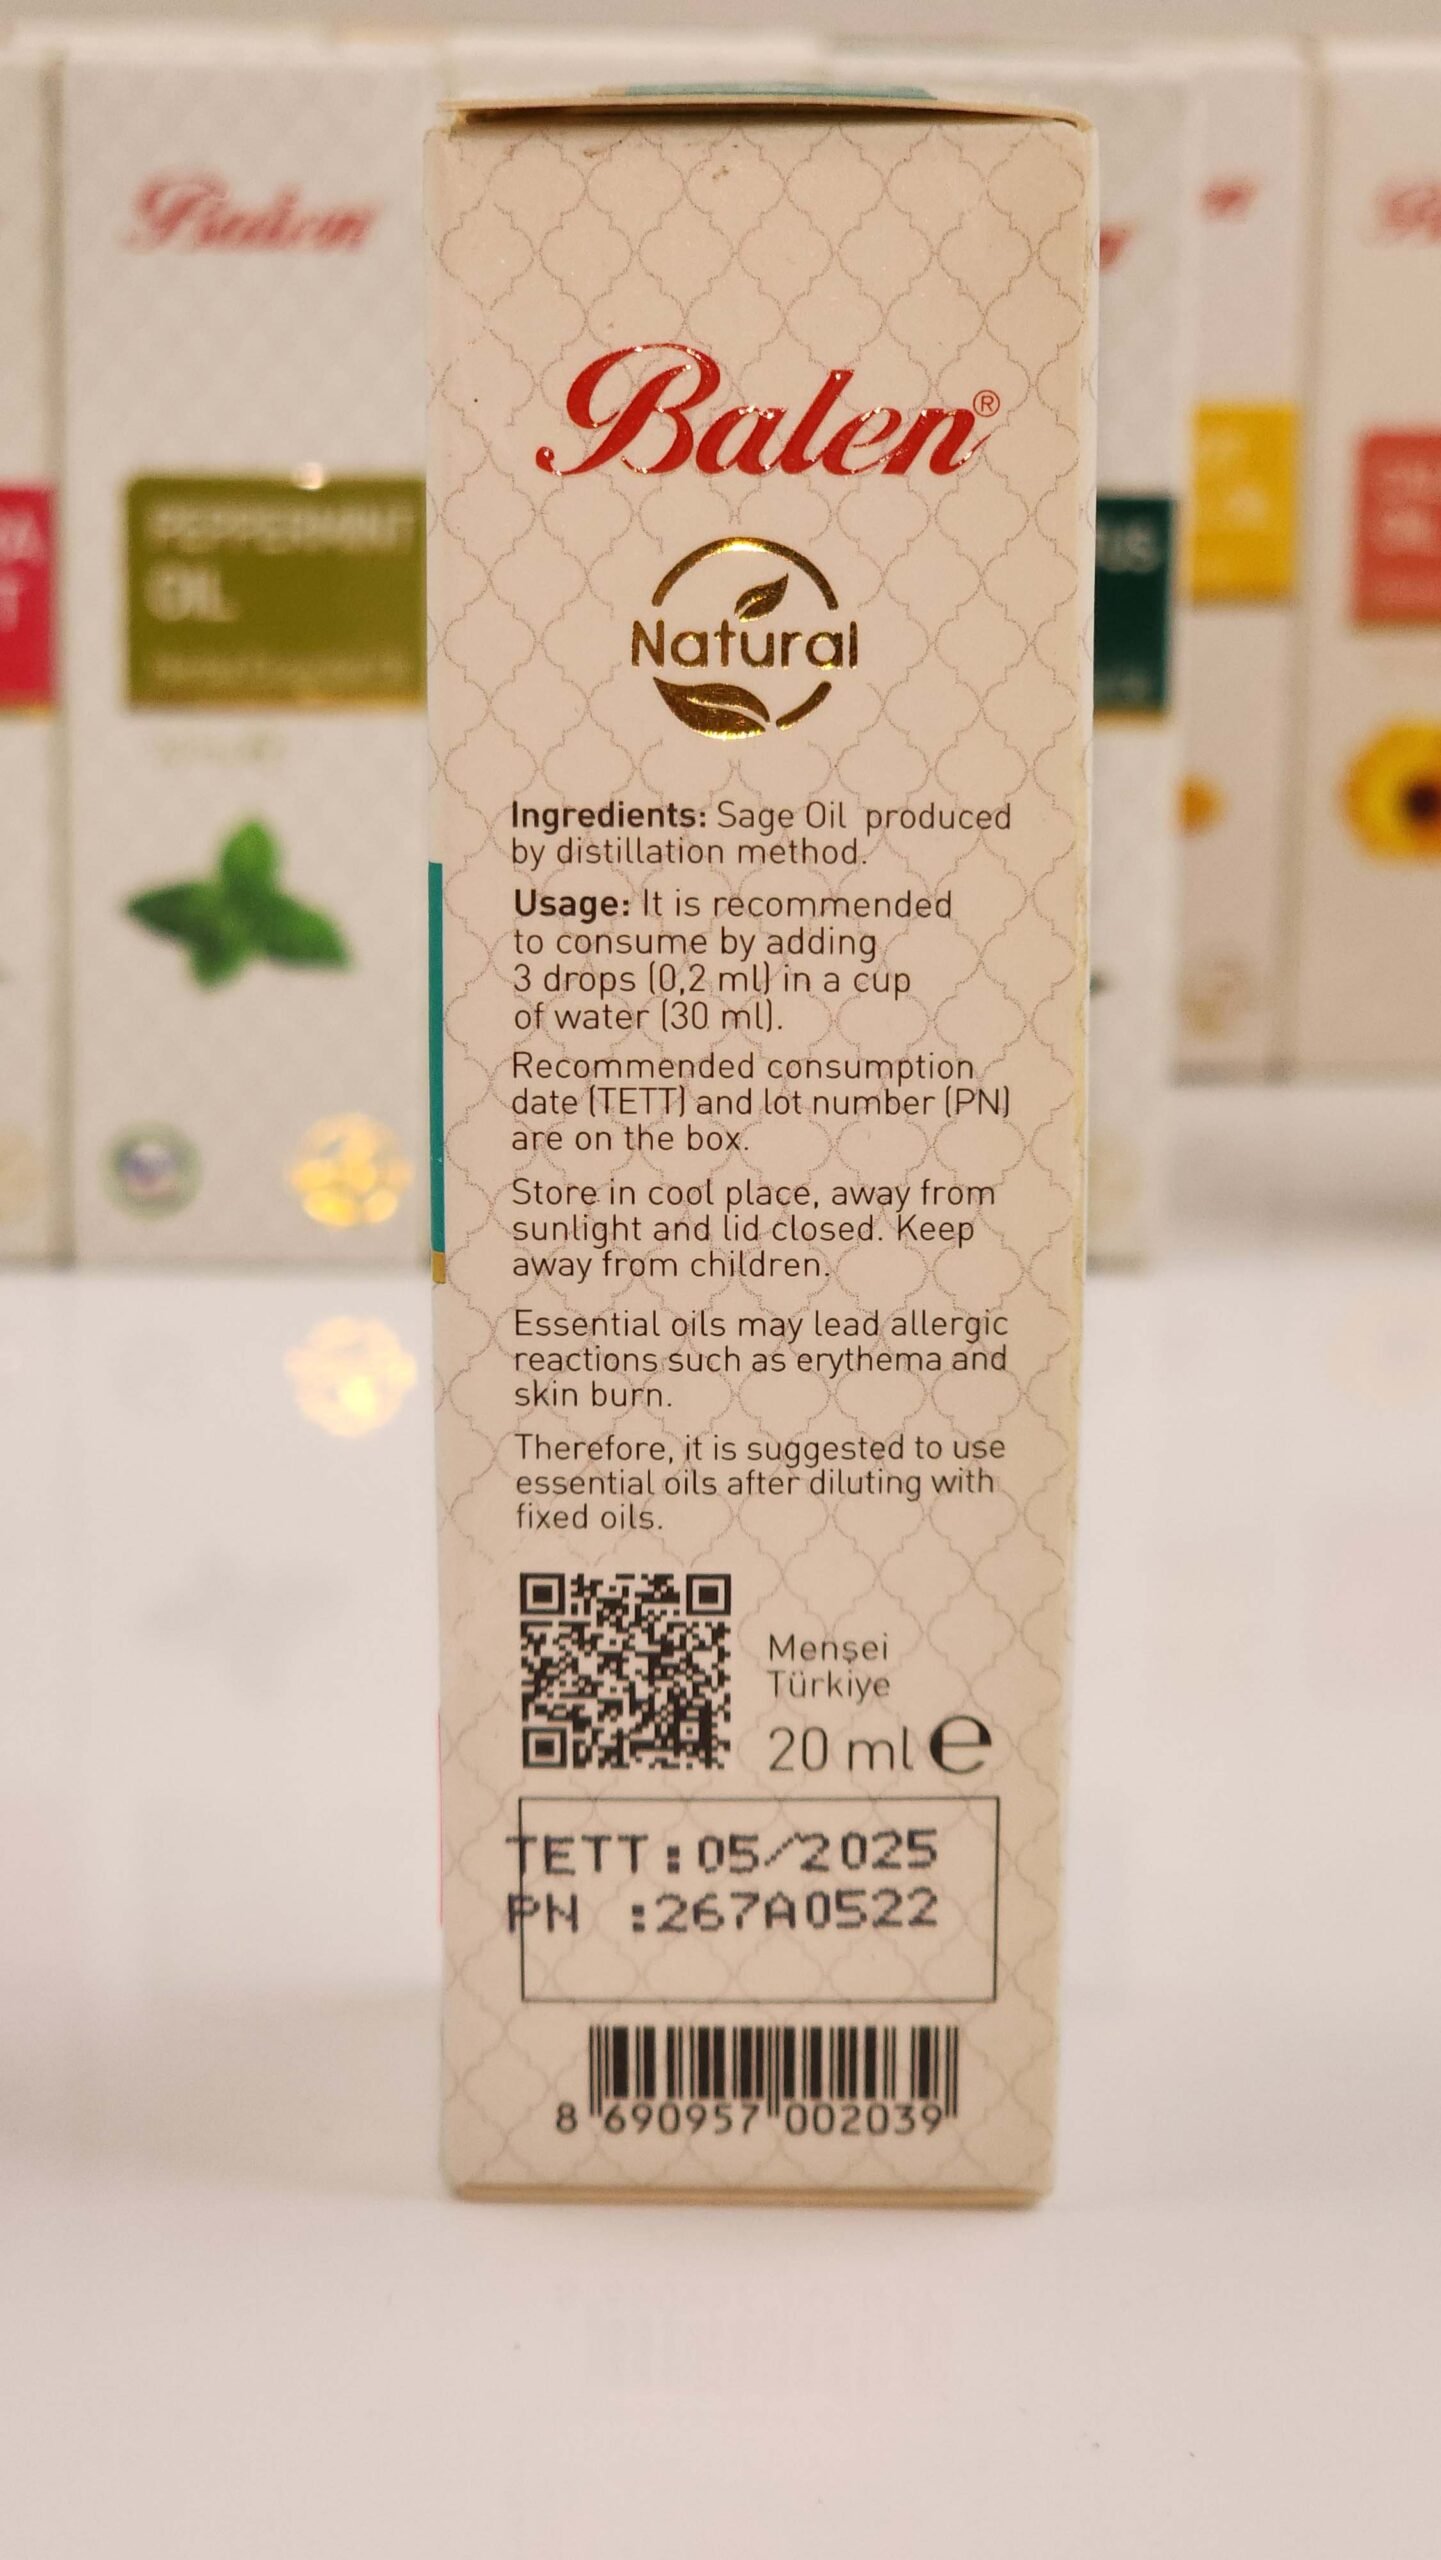 Balen
PEPPERMINT
OIL
Balen®
Natural
Ingredients: Sage Oil produced
by distillation method.
Usage: It is recommended
to consume by adding
3 drops (0,2 ml) in a cup
of water (30 ml).
Recommended consumption
date (TETT) and lot number (PN)
are on the box.
Store in cool place, away from
sunlight and lid closed. Keep
away from children.
Essential oils may lead allergic
reactions such as erythema and
skin burn.
Therefore, it is suggested to use
essential oils after diluting with
fixed oils.
Menşei
Türkiye
20 ml e
TETT:05/2025
PN :267A0522
8 690957 002039